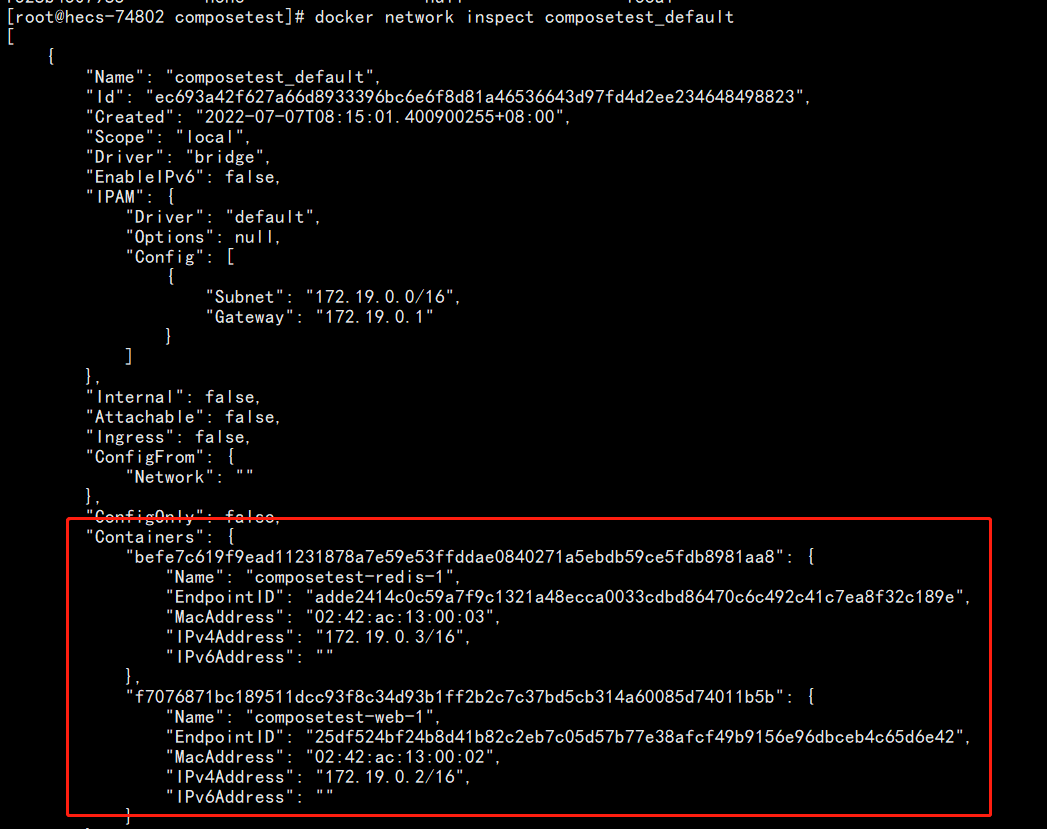 [root@hecs-74802 composetest]# docker network inspect composetest_default
[
    {
        "Name": "composetest_default",
        "Id": "ec693a42f627a66d8933396bc6e6f8d81a46536643d97fd4d2ee234648498823",
        "Created": "2022-07-07T08:15:01.400900255+08:00",
        "Scope": "local",
        "Driver": "bridge",
        "EnableIPv6": false,
        "IPAM": {
            "Driver": "default",
            "Options": null,
            "Config": [
                {
                    "Subnet": "172.19.0.0/16",
                    "Gateway": "172.19.0.1"
                }
            ]
        },
        "Internal": false,
        "Attachable": false,
        "Ingress": false,
        "ConfigFrom": {
            "Network": ""
        },
        "ConfigOnly": false,
        "Containers": {
            "befe7c619f9ead11231878a7e59e53ffddae0840271a5ebdb59ce5fdb8981aa8": {
                "Name": "composetest-redis-1",
                "EndpointID": "adde2414c0c59a7f9c1321a48ecca0033cdbd86470c6c492c41c7ea8f32c189e",
                "MacAddress": "02:42:ac:13:00:03",
                "IPv4Address": "172.19.0.3/16",
                "IPv6Address": ""
            },
            "f7076871bc189511dcc93f8c34d93b1ff2b2c7c37bd5cb314a60085d74011b5b": {
                "Name": "composetest-web-1",
                "EndpointID": "25df524bf24b8d41b82c2eb7c05d57b77e38afcf49b9156e96dbceb4c65d6e42",
                "MacAddress": "02:42:ac:13:00:02",
                "IPv4Address": "172.19.0.2/16",
                "IPv6Address": ""
            }